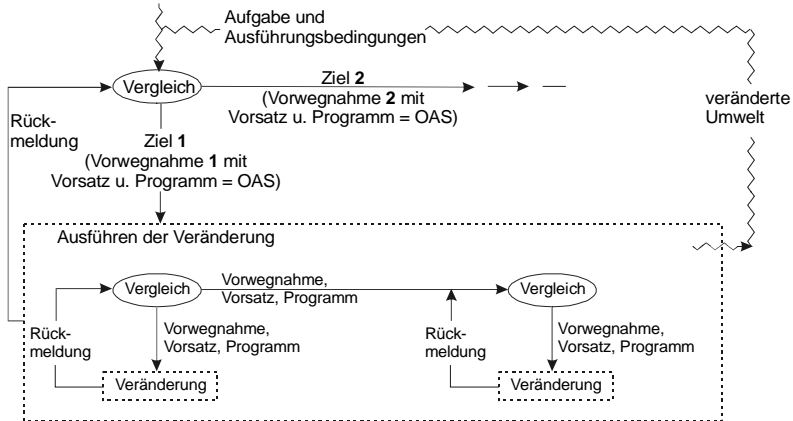 Aufgabe und
Ausführungsbedingungen
Vergleich
Ziel 2
(Vorwegnahme 2 mit
Vorsatz u. Programm = OAS)
veränderte
Umwelt
Rück-
meldung
Ziel 1
(Vorwegnahme 1 mit
Vorsatz u. Programm = OAS)
Ausführen der Veränderung
Vergleich
Vorwegnahme,
Vorsatz, Programm
Vergleich
Rück-
meldung
Vorwegnahme,
Vorsatz, Programm
Rück-
meldung
Vorwegnahme,
Vorsatz, Programm
Veränderung
Veränderung